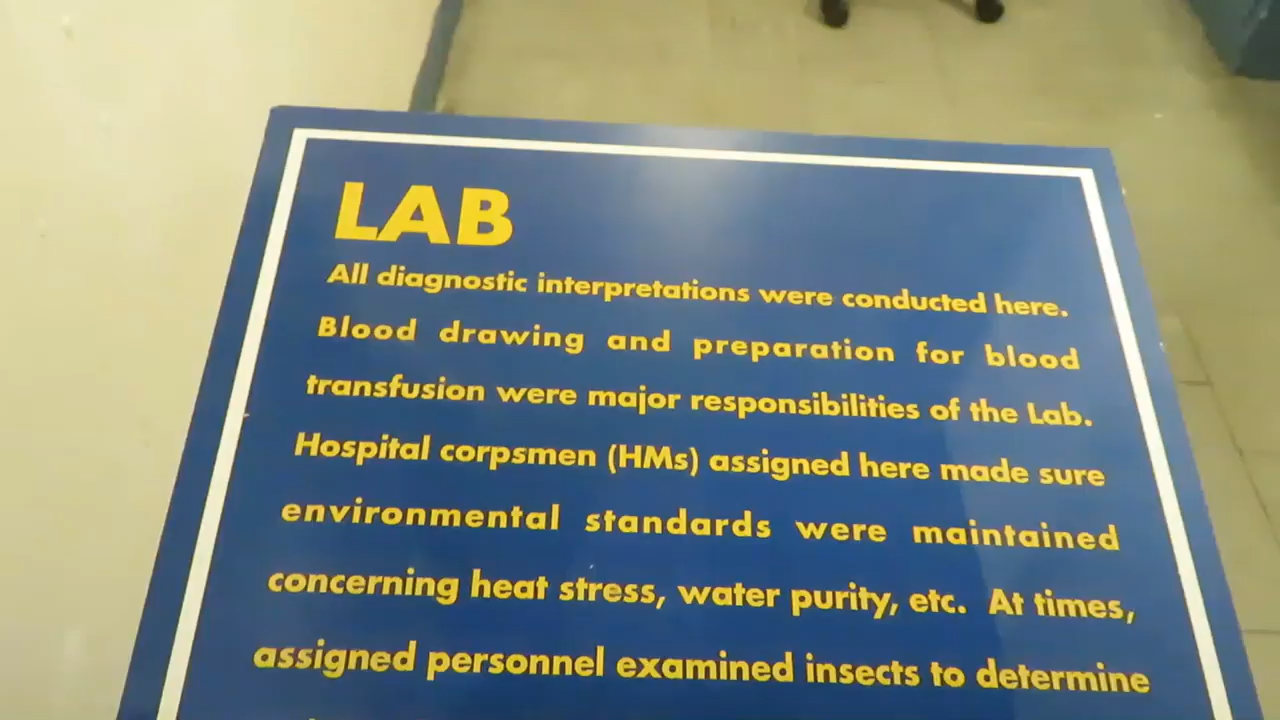 LAB
All diagnostic interpretations were conducted here.
Blood drawing and preparation for blood
transfusion were major responsibilities of the Lab.
Hospital corpsmen (HMs) assigned here made sure
environmental standards were maintained
concerning heat stress, water purity, etc. At times,
assigned personnel examined insects to determine